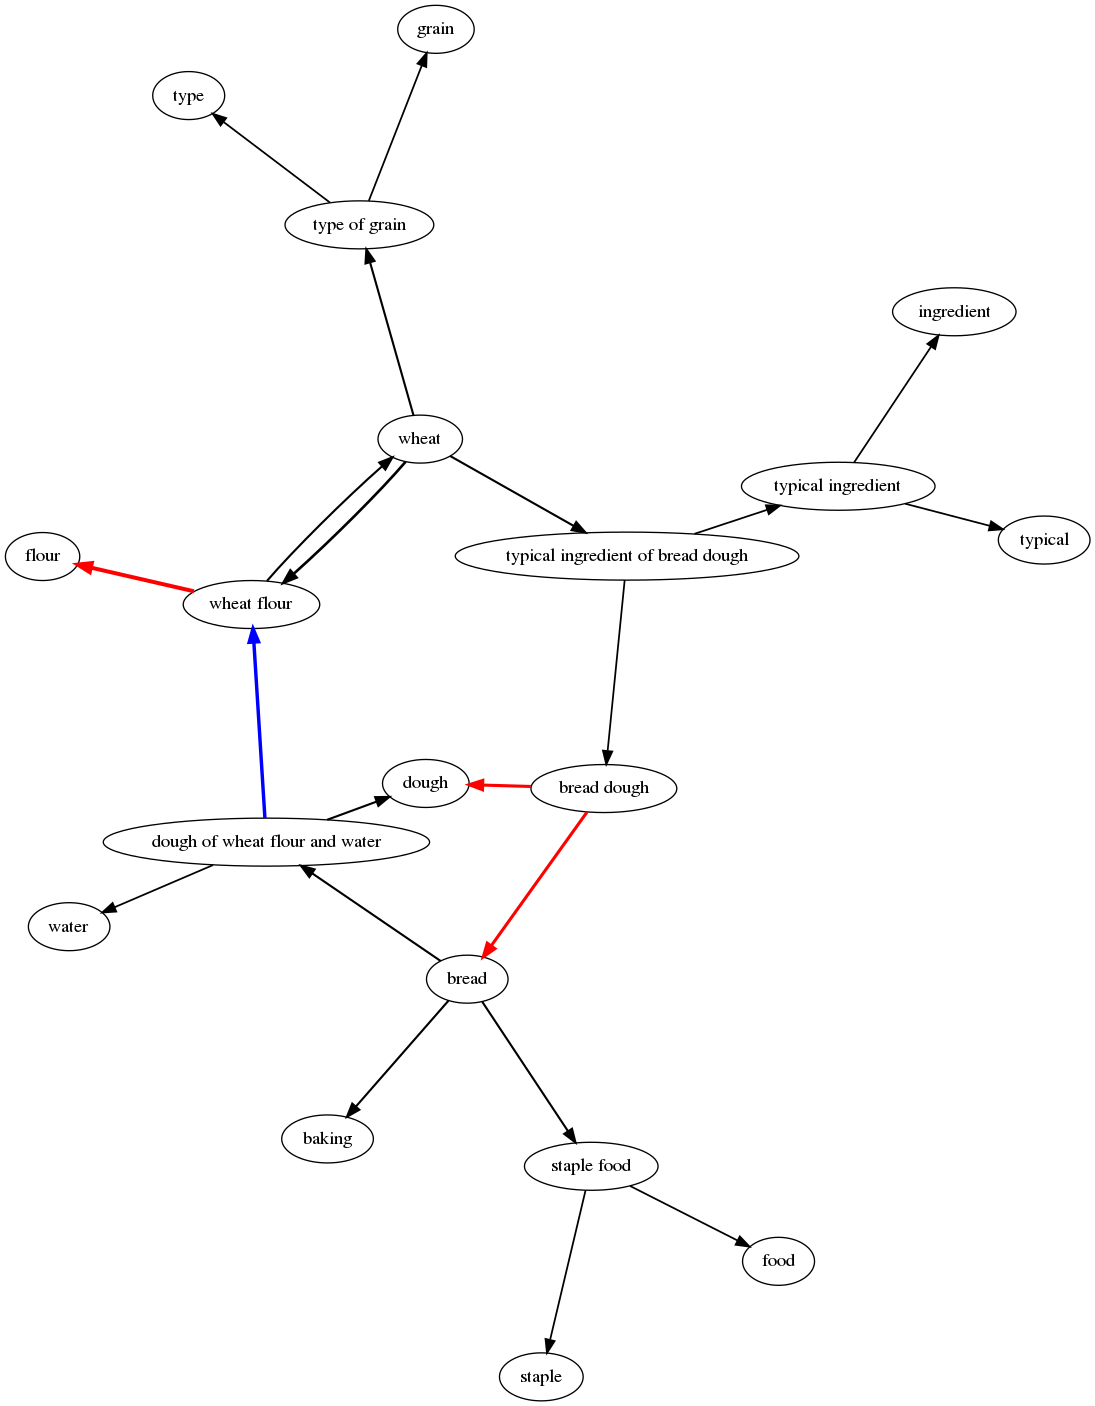 grain
type
type of grain
ingredient
wheat
typical ingredient
typical
flour
typical ingredient of bread dough
wheat flour
dough
bread dough
dough of wheat flour and water
water
bread
baking
staple food
food
staple